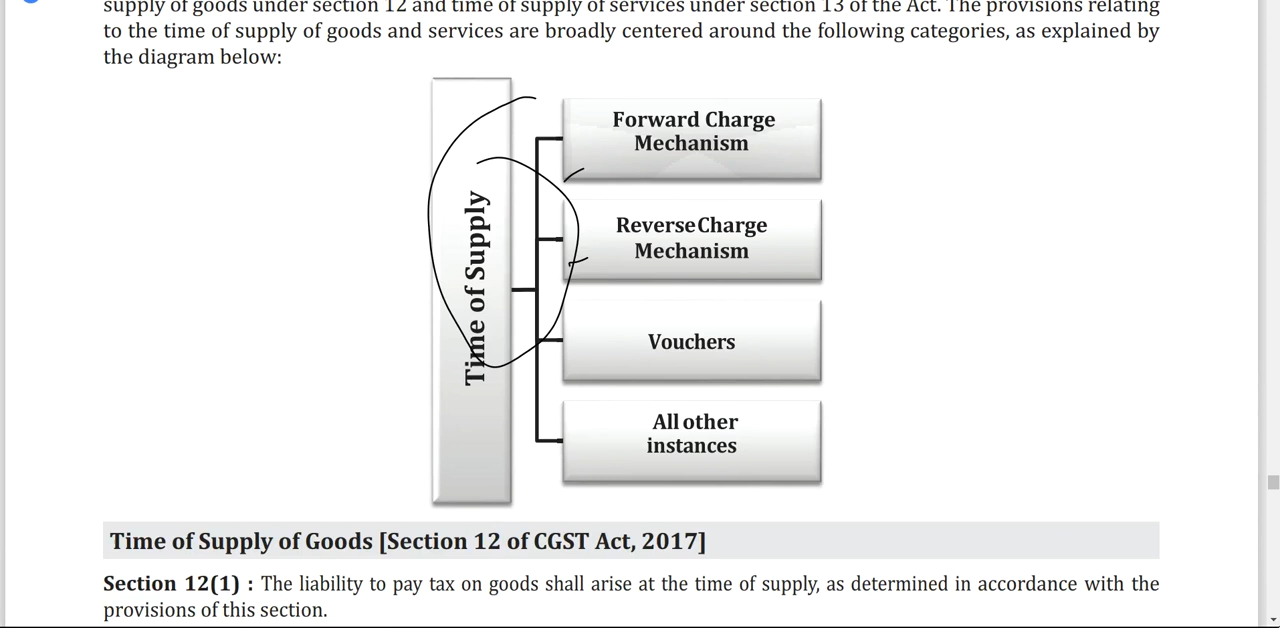 supply of goods under section 12 and time of supply of services under section 13 of the Act. The provisions relating
to the time of supply of goods and services are broadly centered around the following categories, as explained by
the diagram below:
Time of Supply
Forward Charge
Mechanism
Reverse Charge
Mechanism
Vouchers
All other
instances
Time of Supply of Goods [Section 12 of CGST Act, 2017]
Section 12(1) : The liability to pay tax on goods shall arise at the time of supply, as determined in accordance with the
provisions of this section.